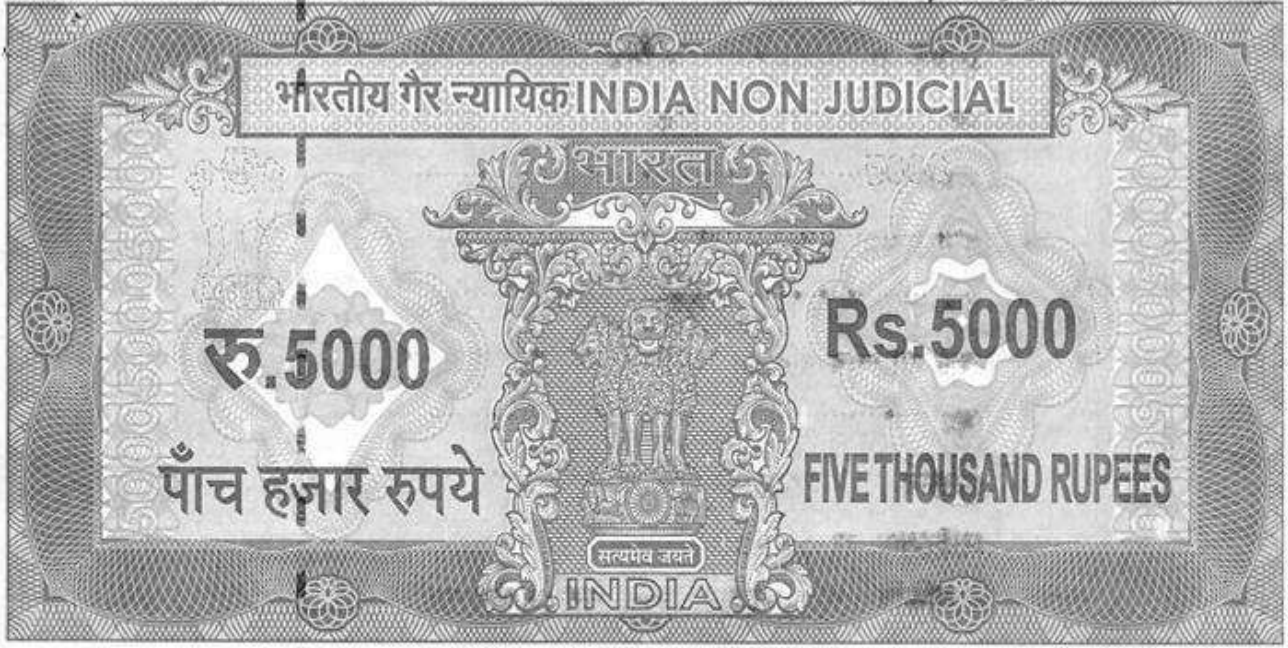 भारतीय गैर न्यायिक INDIA NON JUDICIAL
भारत
रु.5000
Rs.5000
पाँच हज़ार रुपये
FIVE THOUSAND RUPEES
सत्यमेव जयते
INDIA